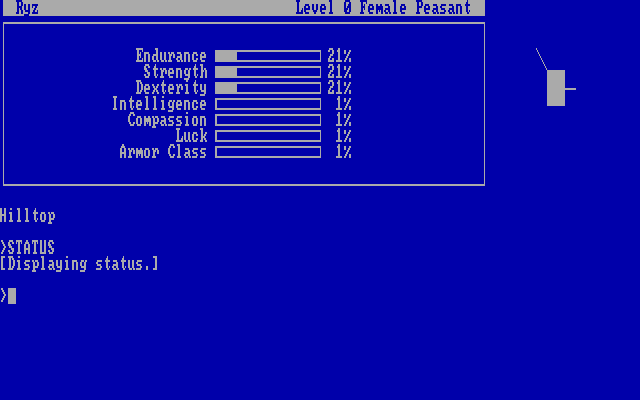 Ryz Level 0 Female Peasant
Endurance 21%
Strength 21%
Dexterity 21%
Intelligence 1%
Compassion 1%
Luck 1%
Armor Class 1%
Hilltop
>STATUS
[Displaying status.]
>